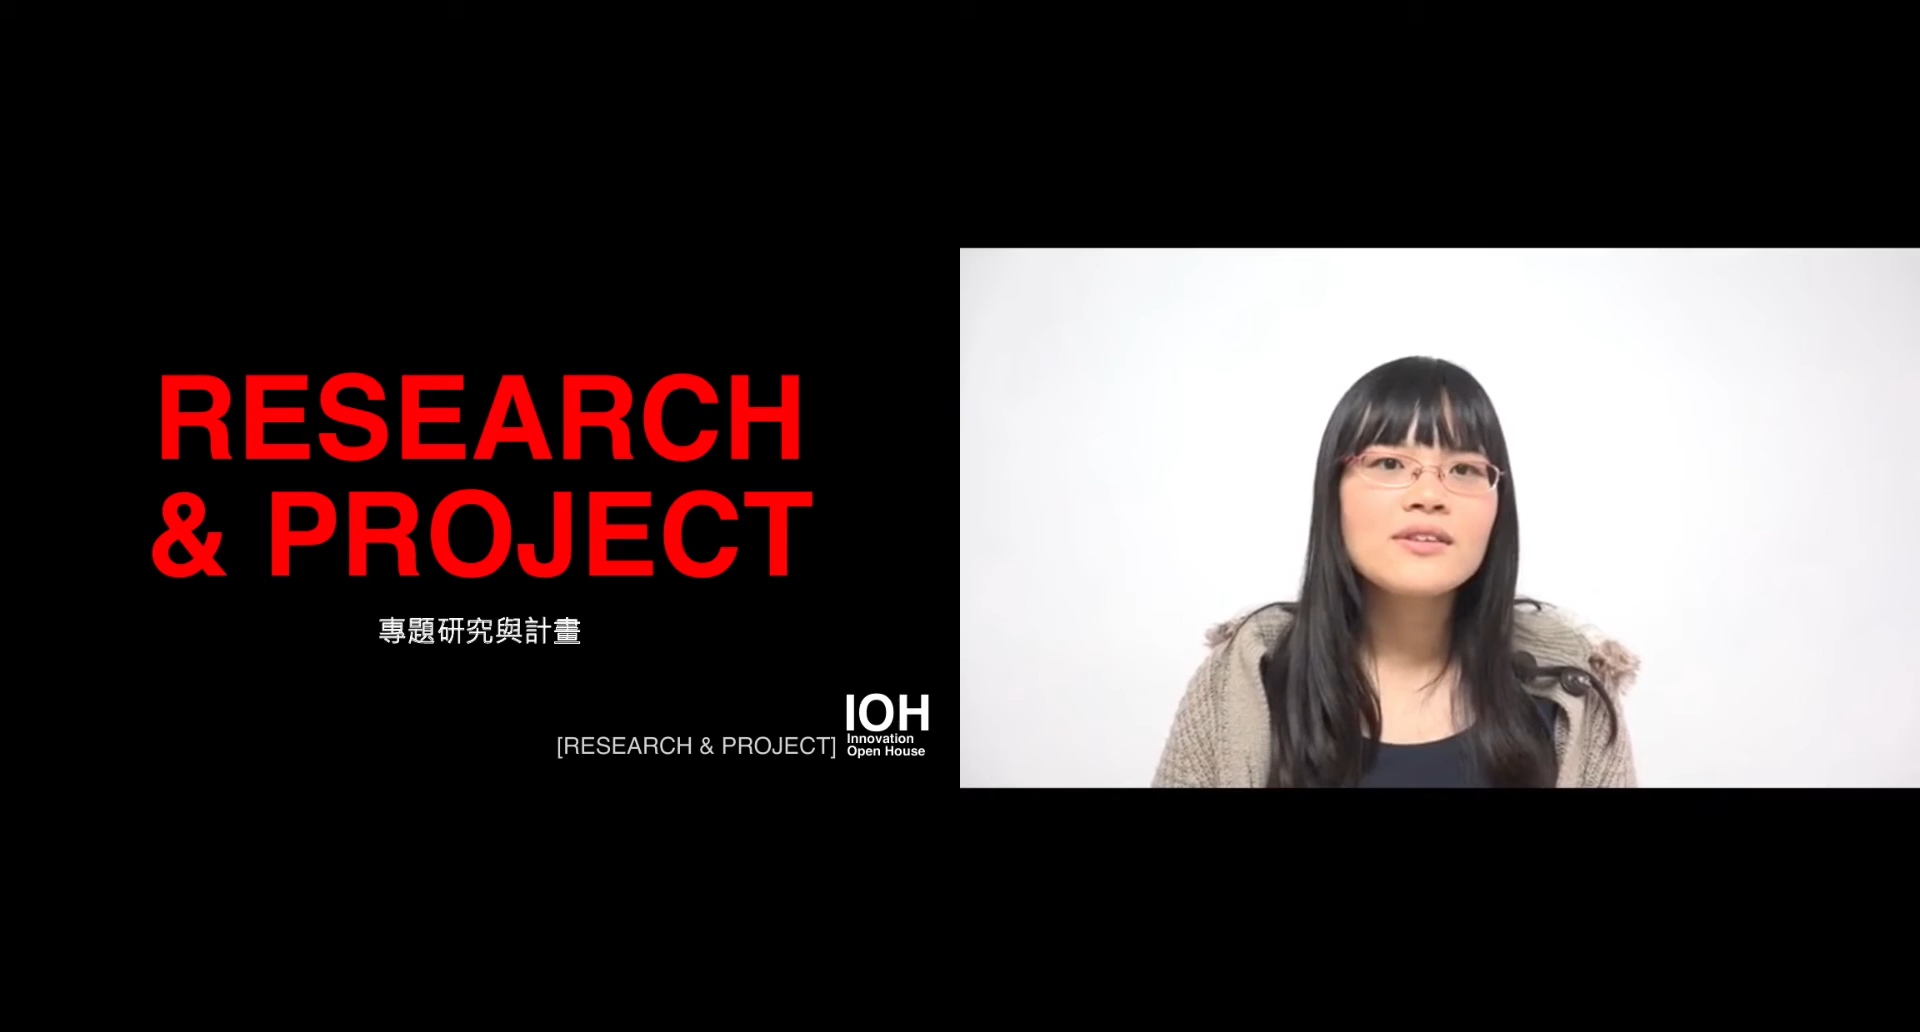 RESEARCH
& PROJECT
專題研究與計畫
[RESEARCH & PROJECT]
IOH
Innovation
Open House